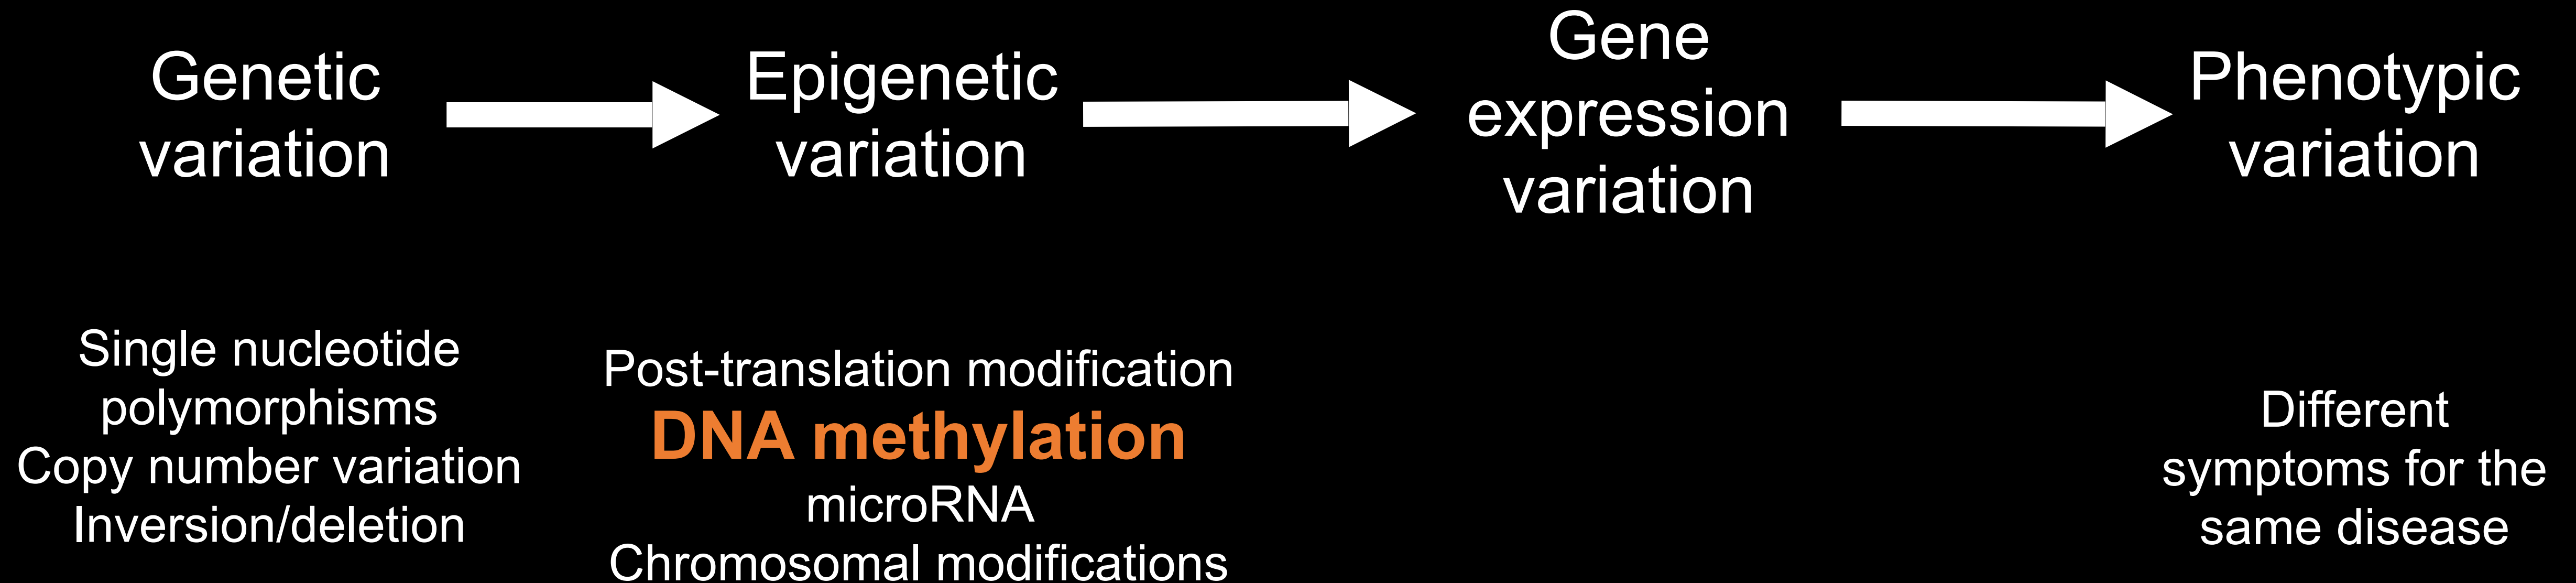 Genetic
variation
Epigenetic
variation
Gene
expression
variation
Phenotypic
variation
Single nucleotide
polymorphisms
Copy number variation
Inversion/deletion
Post-translation modification
DNA methylation
microRNA
Chromosomal modifications
Different
symptoms for the
same disease